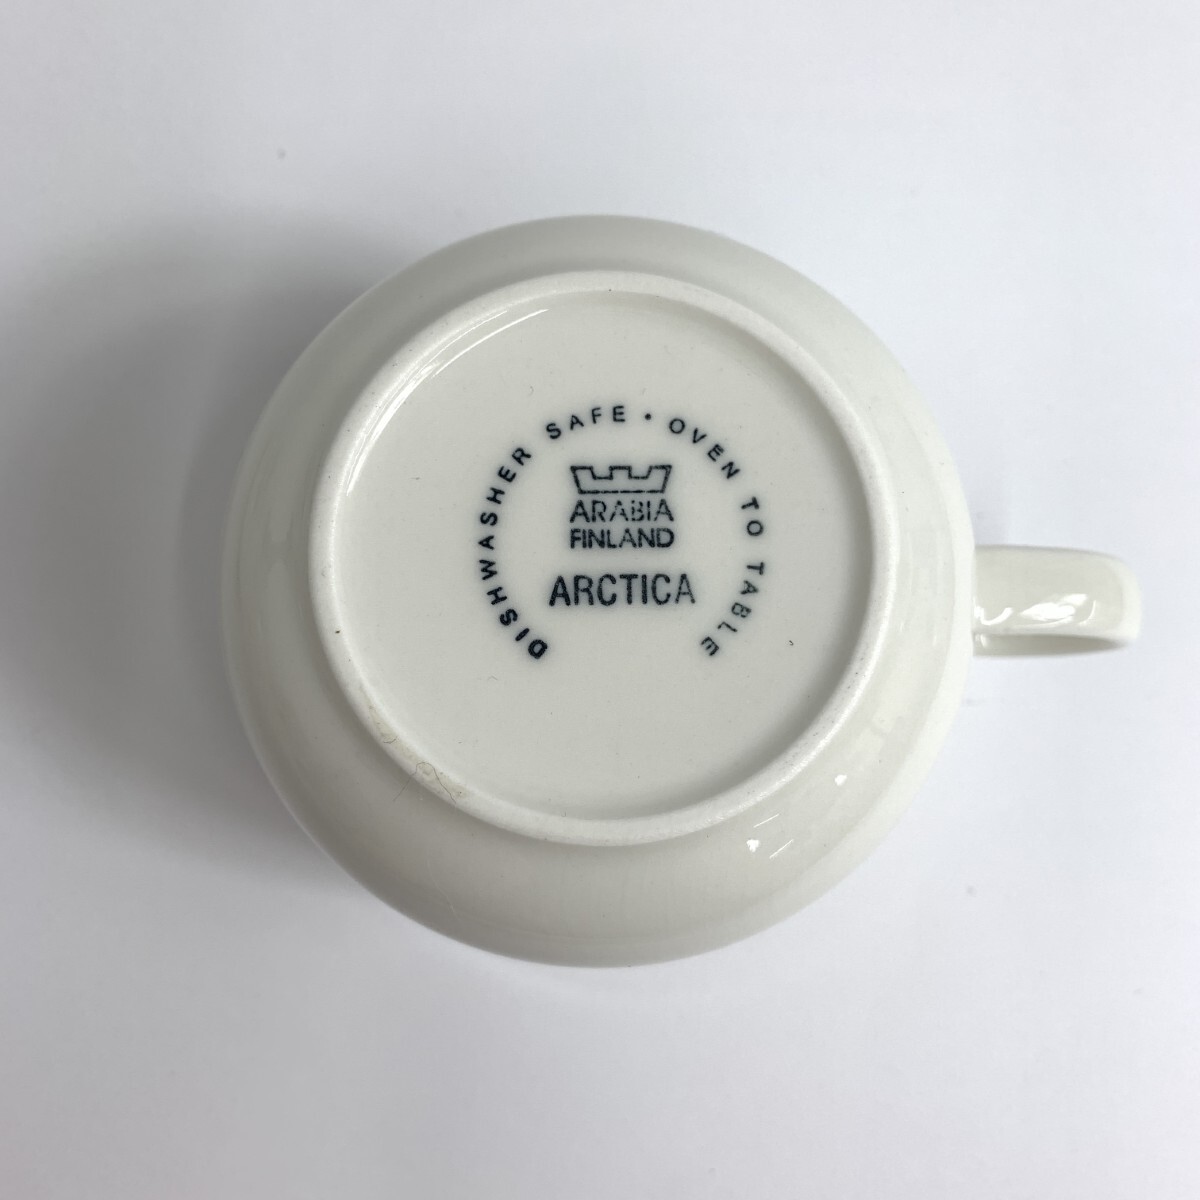 DISHWASHER SAFE · OVEN TO TABLE
ARABIA
FINLAND
ARCTICA